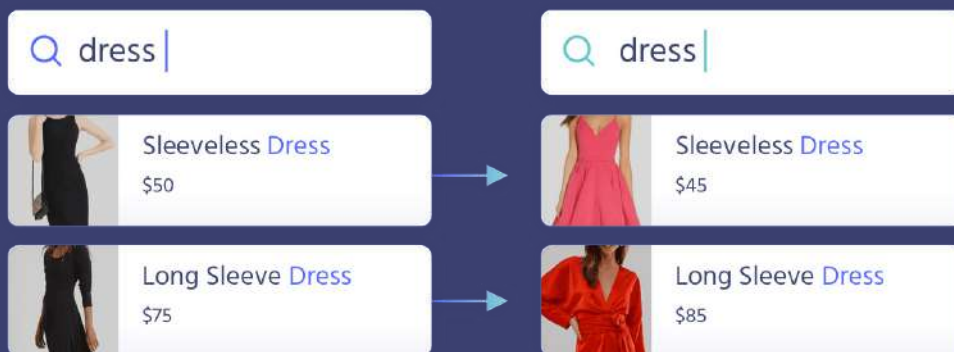 dress
Sleeveless Dress
$50
Long Sleeve Dress
$75
dress
Sleeveless Dress
$45
Long Sleeve Dress
$85